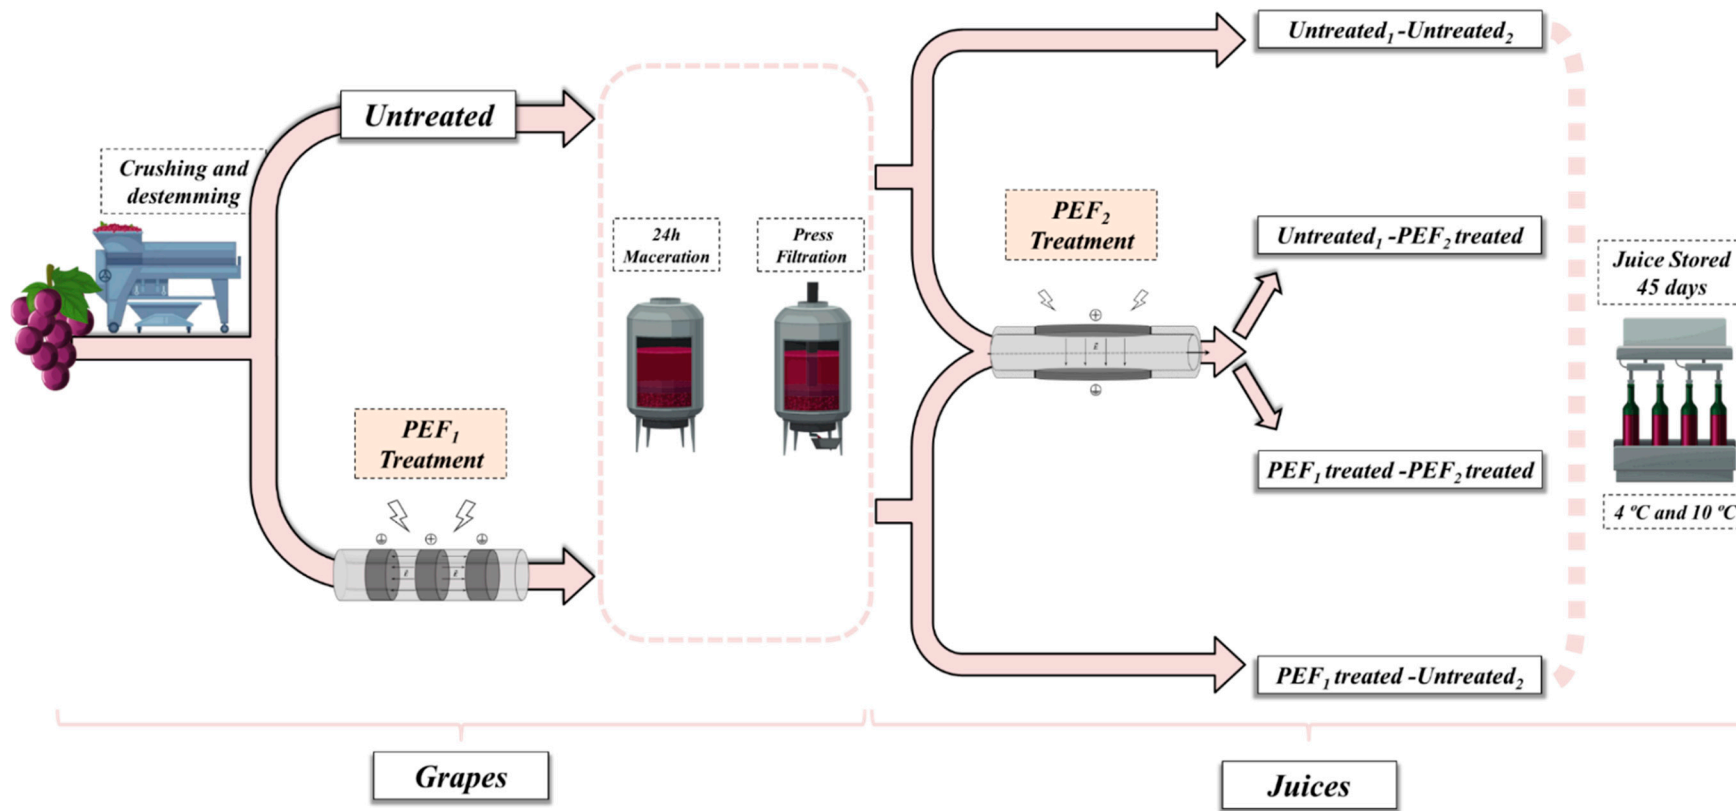 Crushing and
destemming
Untreated
PEF₁
Treatment
24h
Maceration
Press
Filtration
PEF₂
Treatment
Untreated₁ -Untreated₂
Untreated₁ -PEF₂ treated
PEF₁ treated -PEF₂ treated
PEF₁ treated -Untreated₂
Juice Stored
45 days
4 ºC and 10 ºC
Grapes
Juices